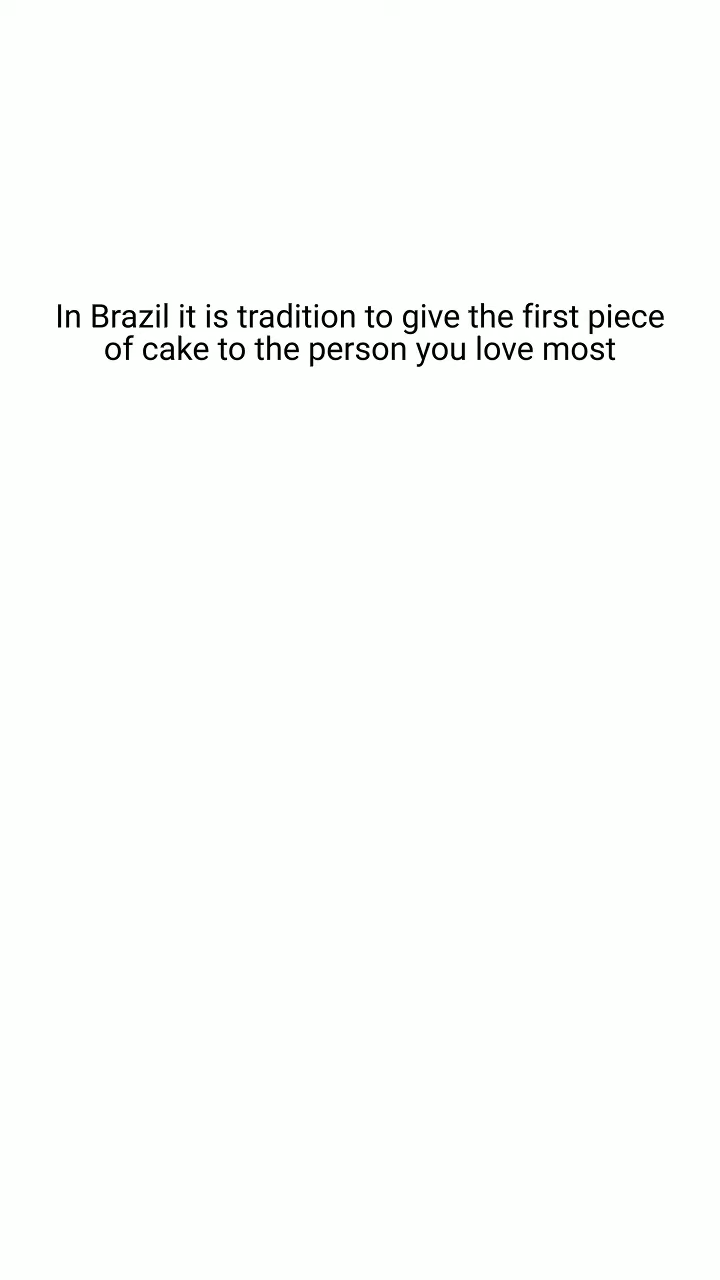 In Brazil it is tradition to give the first piece
of cake to the person you love most